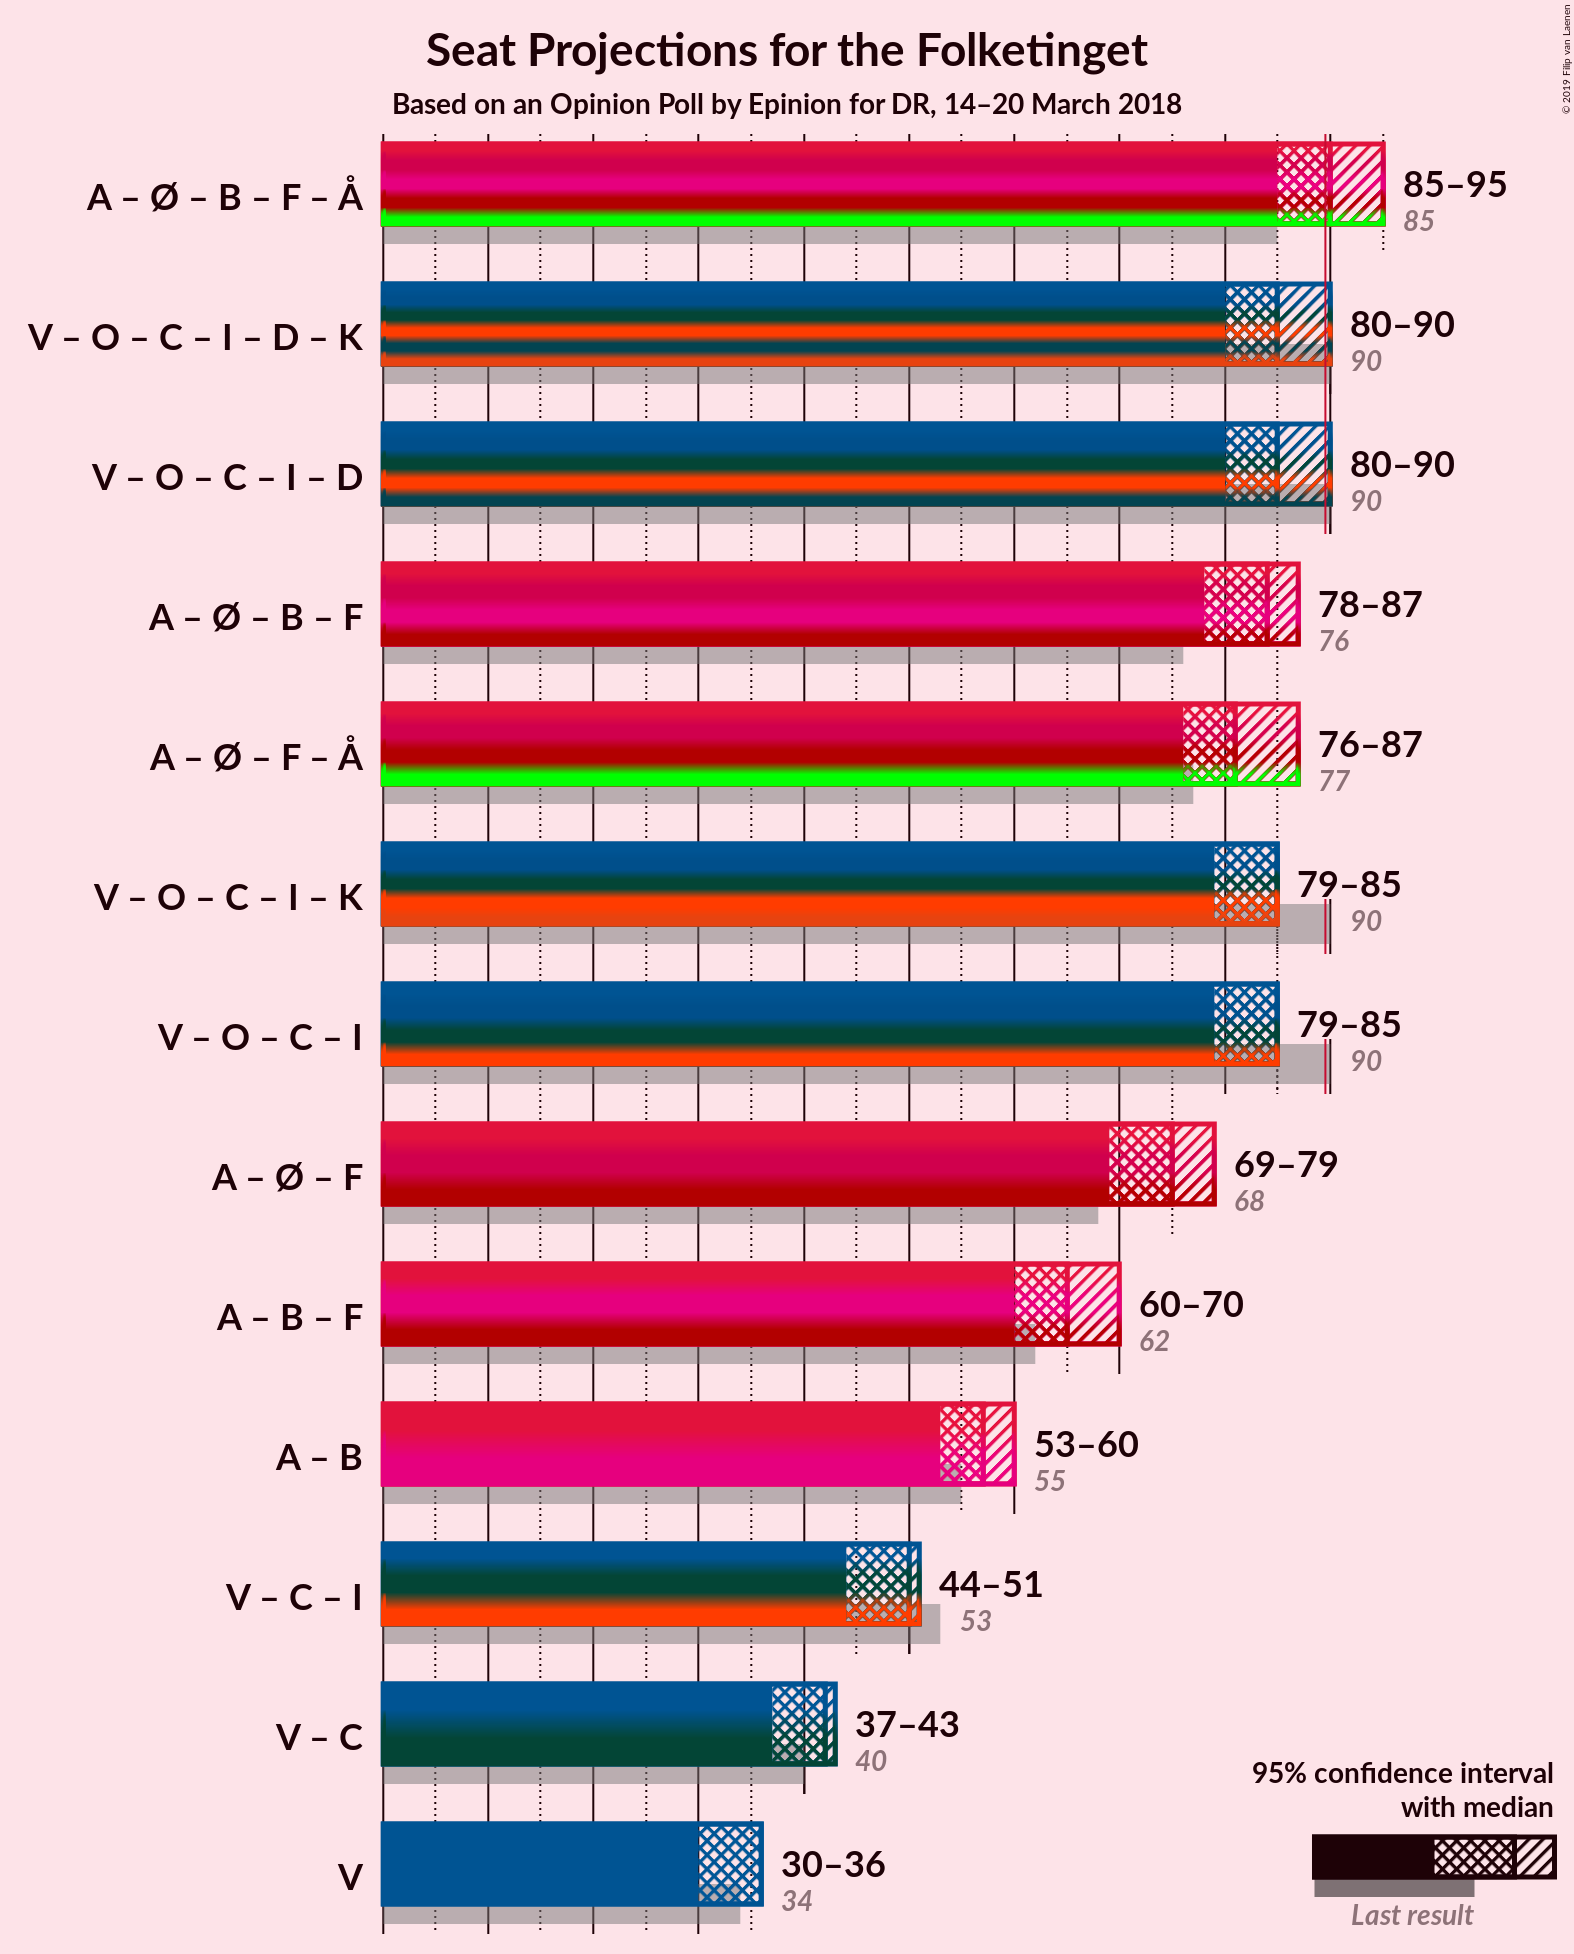 Seat Projections for the Folketinget
Based on an Opinion Poll by Epinion for DR, 14–20 March 2018
© 2019 Filip van Laenen
A – Ø – B – F – Å
85–95
85
V – O – C – I – D – K
80–90
90
V – O – C – I – D
80–90
90
A – Ø – B – F
78–87
76
A – Ø – F – Å
76–87
77
V – O – C – I – K
79–85
90
V – O – C – I
79–85
90
A – Ø – F
69–79
68
A – B – F
60–70
62
A – B
53–60
55
V – C – I
44–51
53
V – C
37–43
40
V
30–36
34
95% confidence interval
with median
Last result